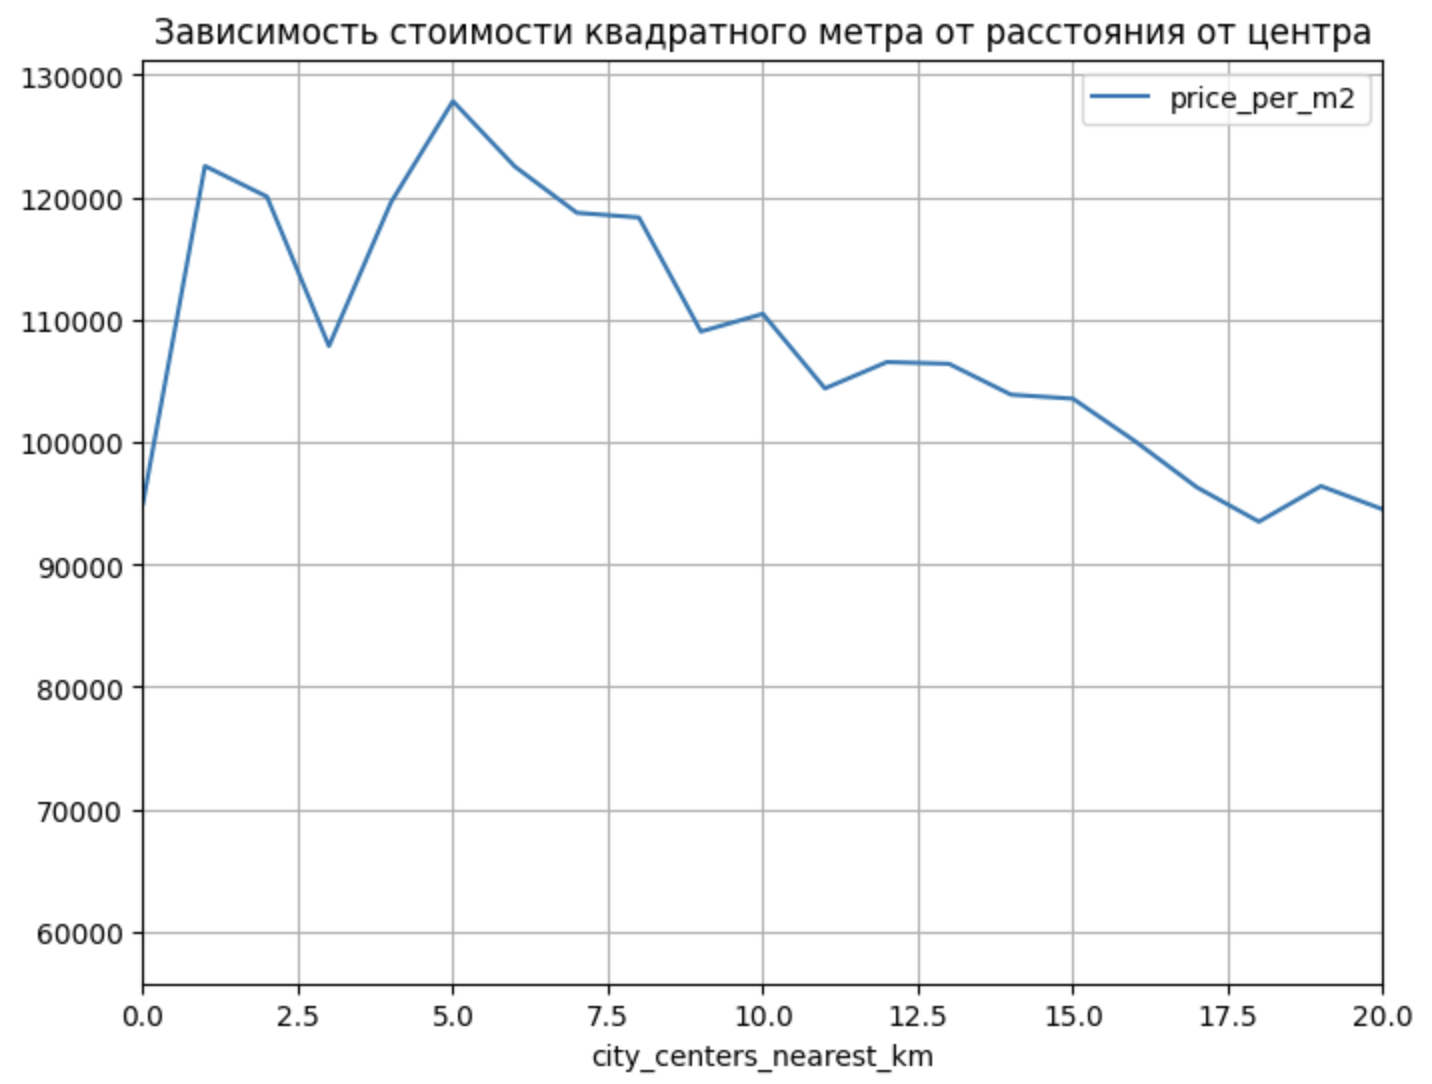 Зависимость стоимости квадратного метра от расстояния от центра
130000
price_per_m2
120000
110000
100000
90000
80000
70000
60000
0.0 2.5 5.0 7.5 10.0 12.5 15.0 17.5 20.0
city_centers_nearest_km